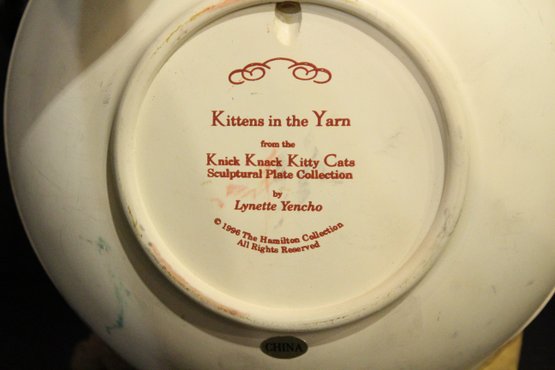 Kittens in the Yarn
from the
Knick Knack Kitty Cats
Sculptural Plate Collection
by
Lynette Yencho
© 1996 The Hamilton Collection
All Rights Reserved
CHINA